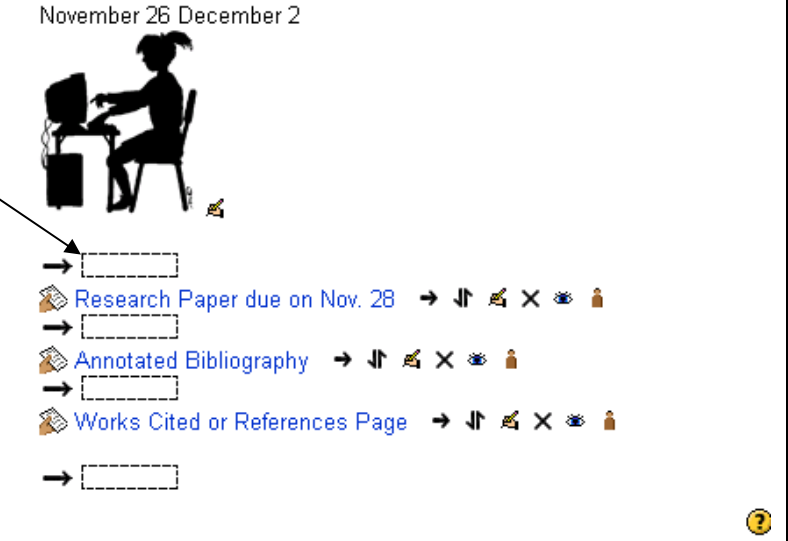 November 26 December 2
Research Paper due on Nov. 28
Annotated Bibliography
Works Cited or References Page
?